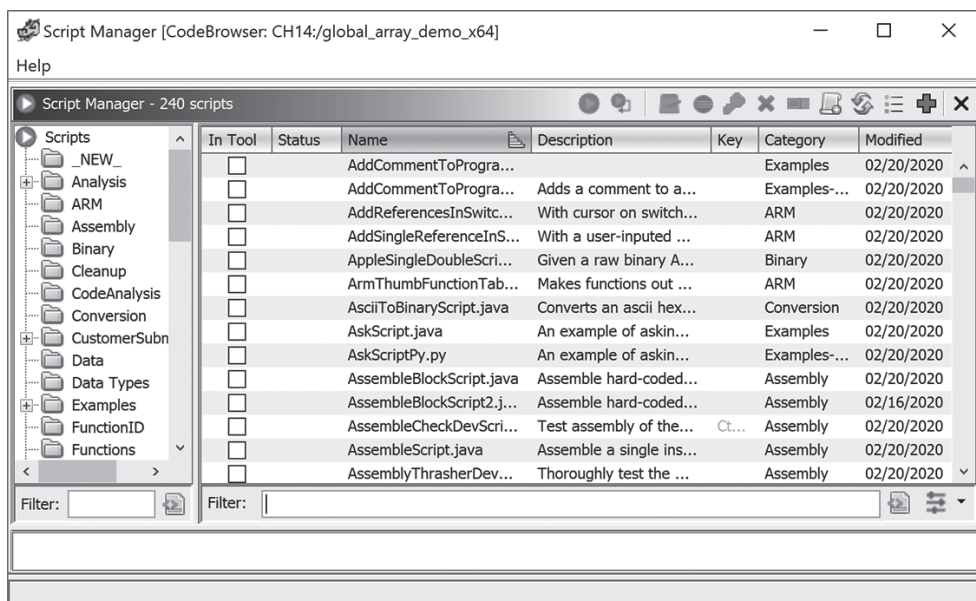 Script Manager [CodeBrowser: CH14:/global_array_demo_x64]
Help
Script Manager - 240 scripts
Scripts
_NEW_
Analysis
ARM
Assembly
Binary
Cleanup
CodeAnalysis
Conversion
CustomerSubn
Data
Data Types
Examples
FunctionID
Functions
Filter:
In Tool Status Name Description Key Category Modified
AddCommentToProgra... Examples 02/20/2020
AddCommentToProgra... Adds a comment to a... Examples-... 02/20/2020
AddReferencesInSwitc... With cursor on switch... ARM 02/20/2020
AddSingleReferenceInS... With a user-inputed ... ARM 02/20/2020
AppleSingleDoubleScri... Given a raw binary A... Binary 02/20/2020
ArmThumbFunctionTab... Makes functions out ... ARM 02/20/2020
AsciiToBinaryScript.java Converts an ascii hex... Conversion 02/20/2020
AskScript.java An example of askin... Examples 02/20/2020
AskScriptPy.py An example of askin... Examples-... 02/20/2020
AssembleBlockScript.java Assemble hard-coded... Assembly 02/20/2020
AssembleBlockScript2.j... Assemble hard-coded... Assembly 02/16/2020
AssembleCheckDevScri... Test assembly of the... Ct... Assembly 02/20/2020
AssembleScript.java Assemble a single ins... Assembly 02/20/2020
AssemblyThrasherDev... Thoroughly test the ... Assembly 02/20/2020
Filter: